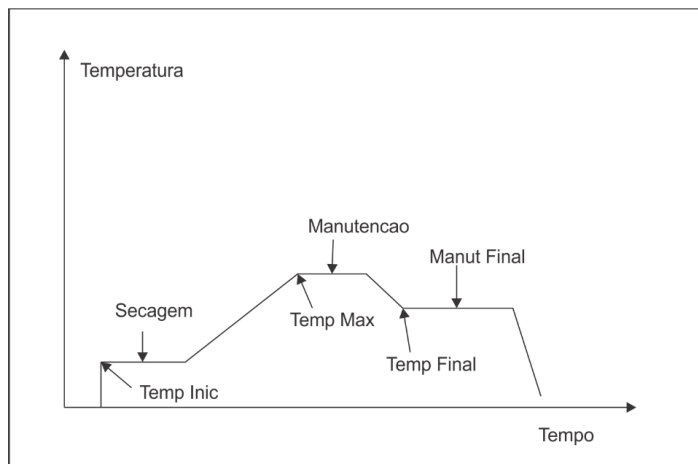 Temperatura
Manutencao
Manut Final
Secagem
Temp Max
Temp Final
Temp Inic
Tempo